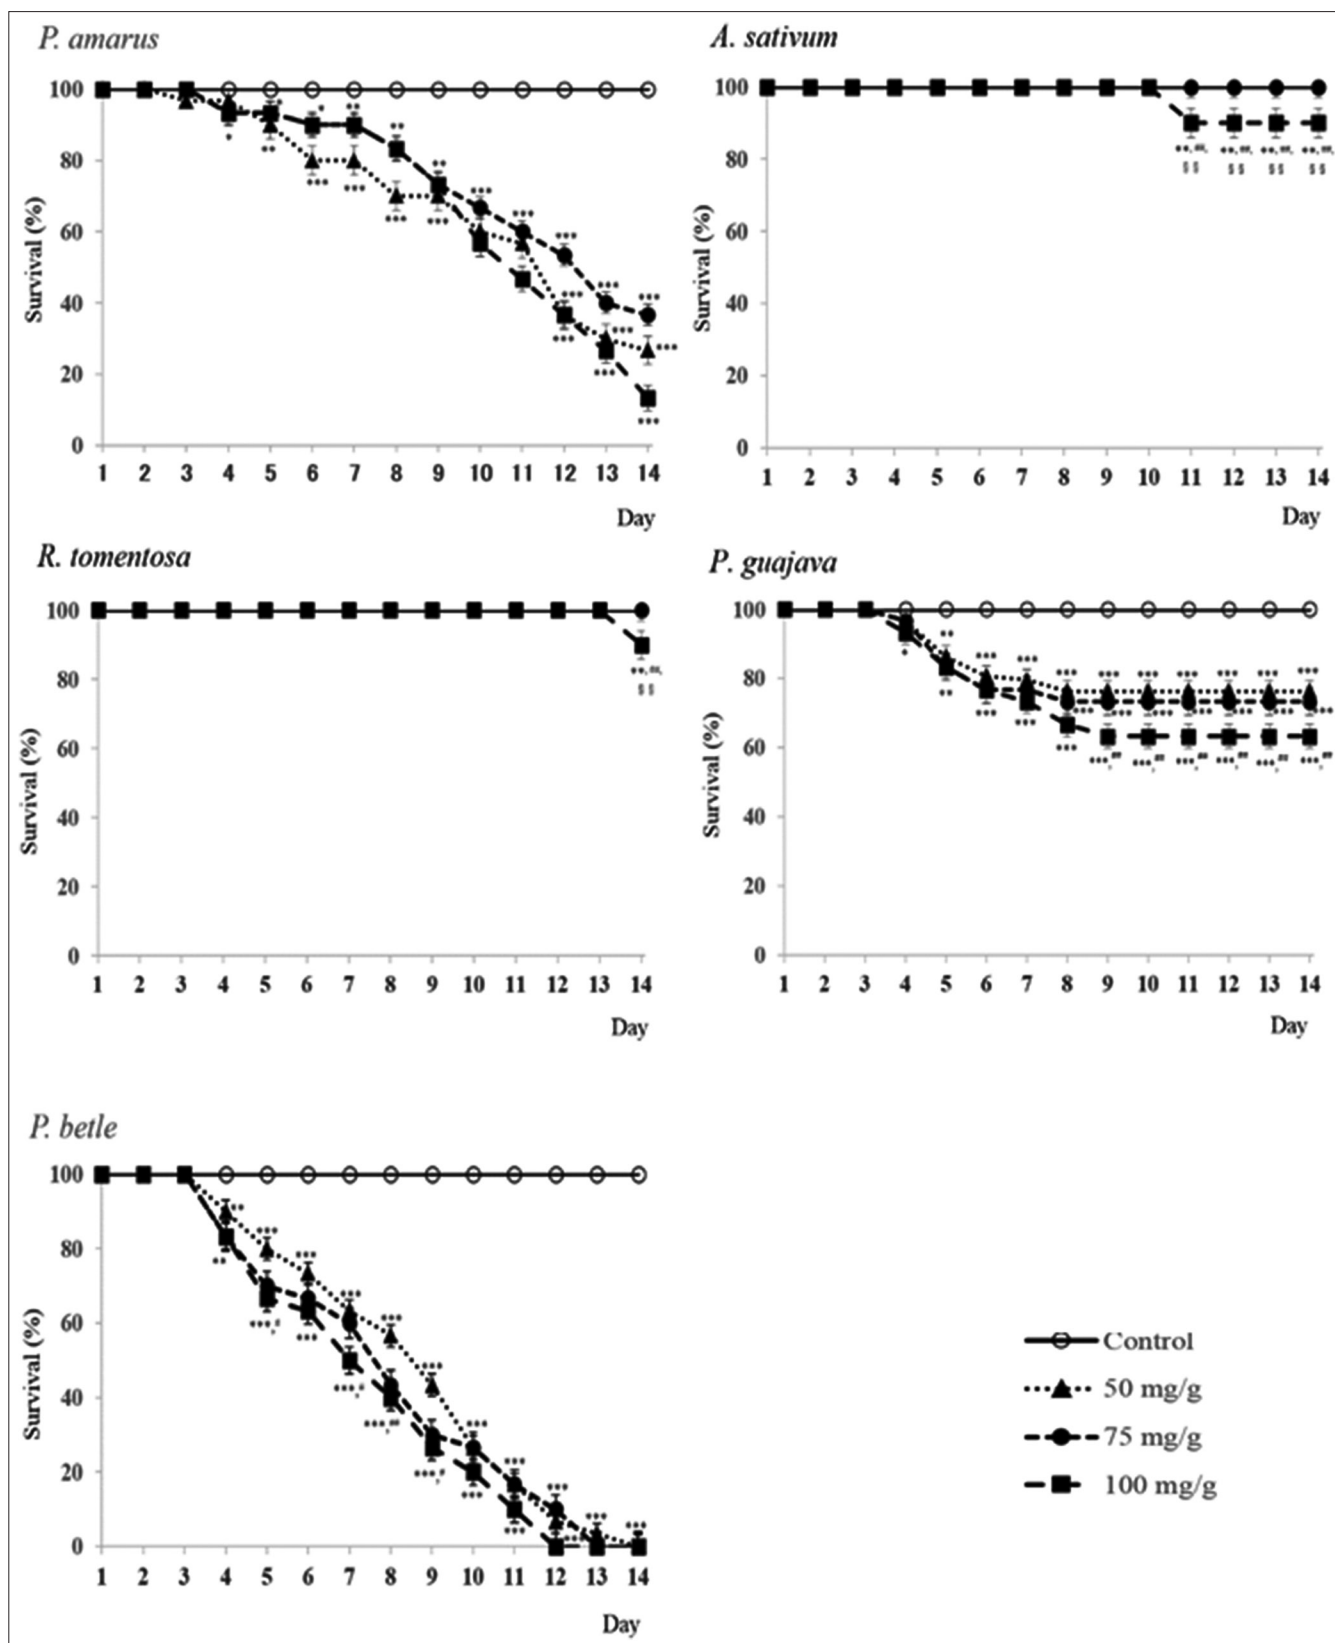 P. amarus
100
80
60
40
20
0
Survival (%)
1 2 3 4 5 6 7 8 9 10 11 12 13 14
Day
A. sativum
100
80
60
40
20
0
Survival (%)
**, ##, **, ##, **, ##, **, ##,
$$ $$ $$ $$
1 2 3 4 5 6 7 8 9 10 11 12 13 14
Day
R. tomentosa
100
80
60
40
20
0
Survival (%)
**, ##,
$$
1 2 3 4 5 6 7 8 9 10 11 12 13 14
Day
P. guajava
100
80
60
40
20
0
Survival (%)
1 2 3 4 5 6 7 8 9 10 11 12 13 14
Day
P. betle
100
80
60
40
20
0
Survival (%)
1 2 3 4 5 6 7 8 9 10 11 12 13 14
Day
Control
50 mg/g
75 mg/g
100 mg/g